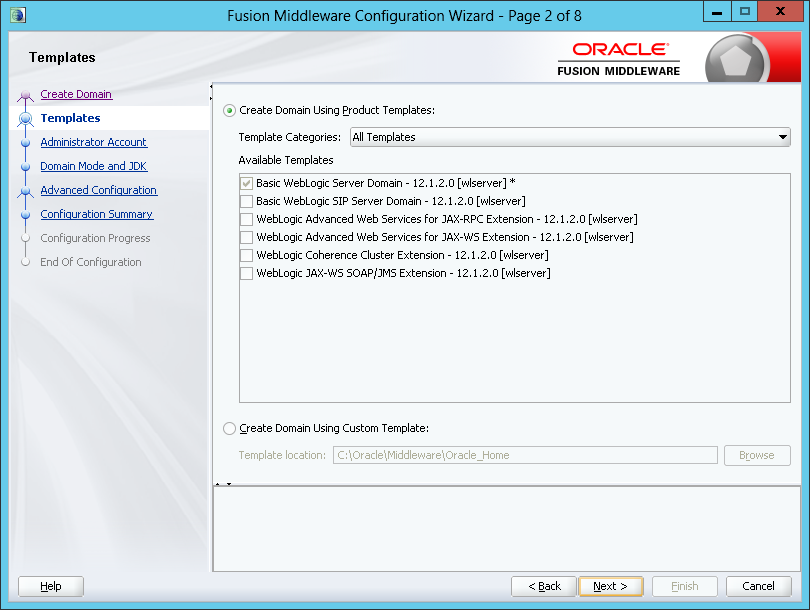 Fusion Middleware Configuration Wizard - Page 2 of 8
Templates
ORACLE
FUSION MIDDLEWARE
Create Domain
Templates
Administrator Account
Domain Mode and JDK
Advanced Configuration
Configuration Summary
Configuration Progress
End Of Configuration
Create Domain Using Product Templates:
Template Categories: All Templates
Available Templates
Basic WebLogic Server Domain - 12.1.2.0 [wlserver] *
Basic WebLogic SIP Server Domain - 12.1.2.0 [wlserver]
WebLogic Advanced Web Services for JAX-RPC Extension - 12.1.2.0 [wlserver]
WebLogic Advanced Web Services for JAX-WS Extension - 12.1.2.0 [wlserver]
WebLogic Coherence Cluster Extension - 12.1.2.0 [wlserver]
WebLogic JAX-WS SOAP/JMS Extension - 12.1.2.0 [wlserver]
Create Domain Using Custom Template:
Template location: C:\Oracle\Middleware\Oracle_Home Browse
Help < Back Next > Finish Cancel